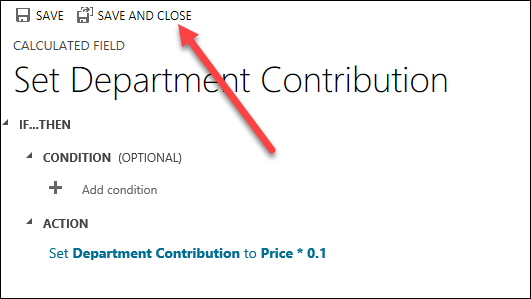 SAVE SAVE AND CLOSE
CALCULATED FIELD
Set Department Contribution
IF...THEN
CONDITION (OPTIONAL)
Add condition
ACTION
Set Department Contribution to Price * 0.1